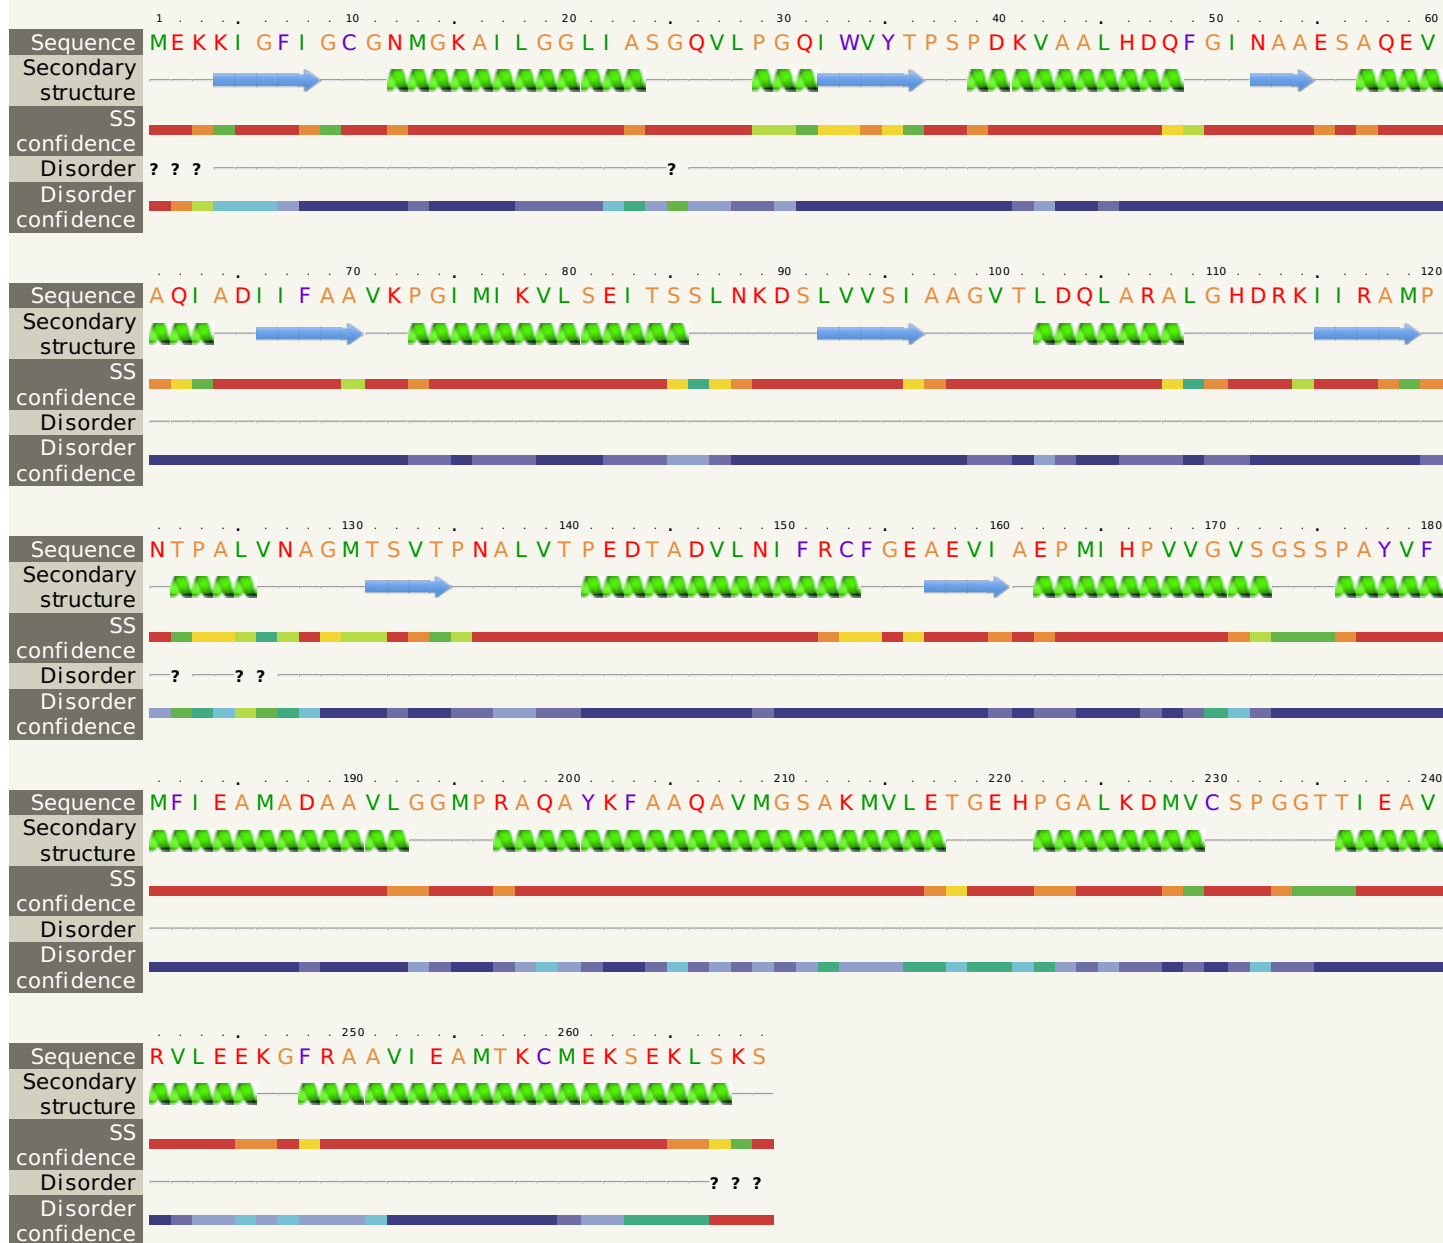 1 10 20 30 40 50 60
Sequence MEKKIGFIGCGNMGKAILGGLIASGQVLPGQIWVYTPSPDKVAALHDQFGINAAESAQEV
Secondary
structure
SS
confidence
Disorder ? ? ? ?
Disorder
confidence
70 80 90 100 110 120
Sequence AQIADIIFAAVKPGIMIKVLSEITSSLNKDSLVVSIAAGVTLDQLARALGHDRKIIRAMP
Secondary
structure
SS
confidence
Disorder
Disorder
confidence
130 140 150 160 170 180
Sequence NTPALVNAGMTSVTPNALVTPEDTADVLNIFRCFGEAEVIAEPMIHPVVGVSGSSPAYVF
Secondary
structure
SS
confidence
Disorder ? ? ?
Disorder
confidence
190 200 210 220 230 240
Sequence MFIEAMADAAVLGGMPRAQAYKFAAQAVMGSAKMVLETGEHPGALKDMVCSPGGTTIEAV
Secondary
structure
SS
confidence
Disorder
Disorder
confidence
250 260
Sequence RVLEEKGFRAAVIEAMTKCMEKSEKLSKS
Secondary
structure
SS
confidence
Disorder ? ? ?
Disorder
confidence